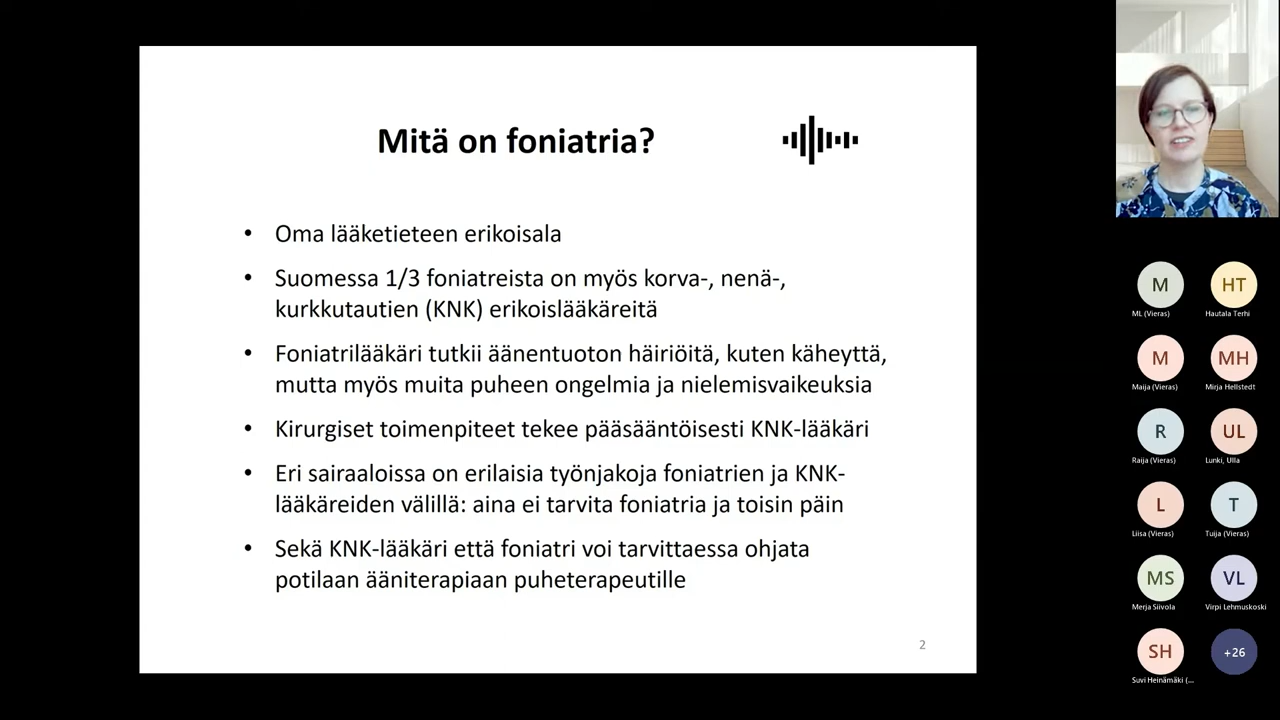 Mitä on foniatria?
• Oma lääketieteen erikoisala
• Suomessa 1/3 foniatreista on myös korva-, nenä-,
kurkkutautien (KNK) erikoislääkäreitä
• Foniatrilääkäri tutkii äänentuoton häiriöitä, kuten käheyttä,
mutta myös muita puheen ongelmia ja nielemisvaikeuksia
• Kirurgiset toimenpiteet tekee pääsääntöisesti KNK-lääkäri
• Eri sairaaloissa on erilaisia työnjakoja foniatrien ja KNK-
lääkäreiden välillä: aina ei tarvita foniatria ja toisin päin
• Sekä KNK-lääkäri että foniatri voi tarvittaessa ohjata
potilaan ääniterapiaan puheterapeutille
2
M HT
ML (Vieras) Hautala Terhi
M MH
Maija (Vieras) Mirja Hellstedt
R UL
Raija (Vieras) Lunki, Ulla
L T
Liisa (Vieras) Tuija (Vieras)
MS VL
Merja Siivola Virpi Lehmuskoski
SH +26
Suvi Heinämäki (...